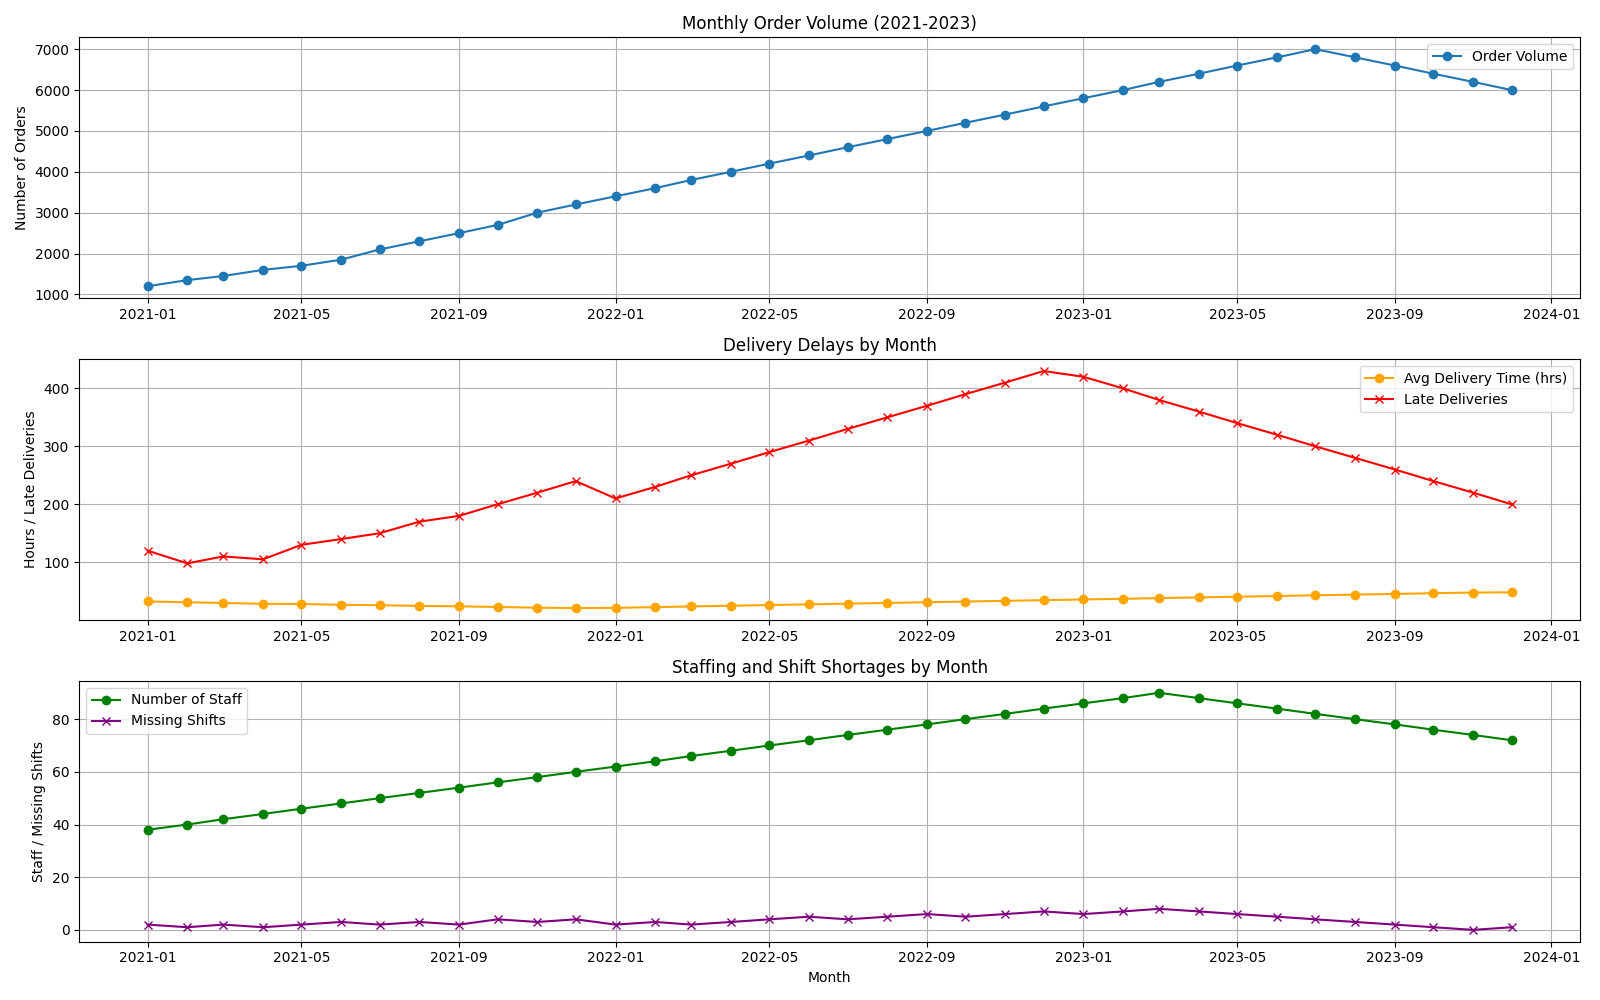 Monthly Order Volume (2021-2023)
Order Volume
Number of Orders
7000
6000
5000
4000
3000
2000
1000
2021-01 2021-05 2021-09 2022-01 2022-05 2022-09 2023-01 2023-05 2023-09 2024-01
Delivery Delays by Month
Avg Delivery Time (hrs)
Late Deliveries
Hours / Late Deliveries
400
300
200
100
2021-01 2021-05 2021-09 2022-01 2022-05 2022-09 2023-01 2023-05 2023-09 2024-01
Staffing and Shift Shortages by Month
Number of Staff
Missing Shifts
Staff / Missing Shifts
80
60
40
20
0
2021-01 2021-05 2021-09 2022-01 2022-05 2022-09 2023-01 2023-05 2023-09 2024-01
Month